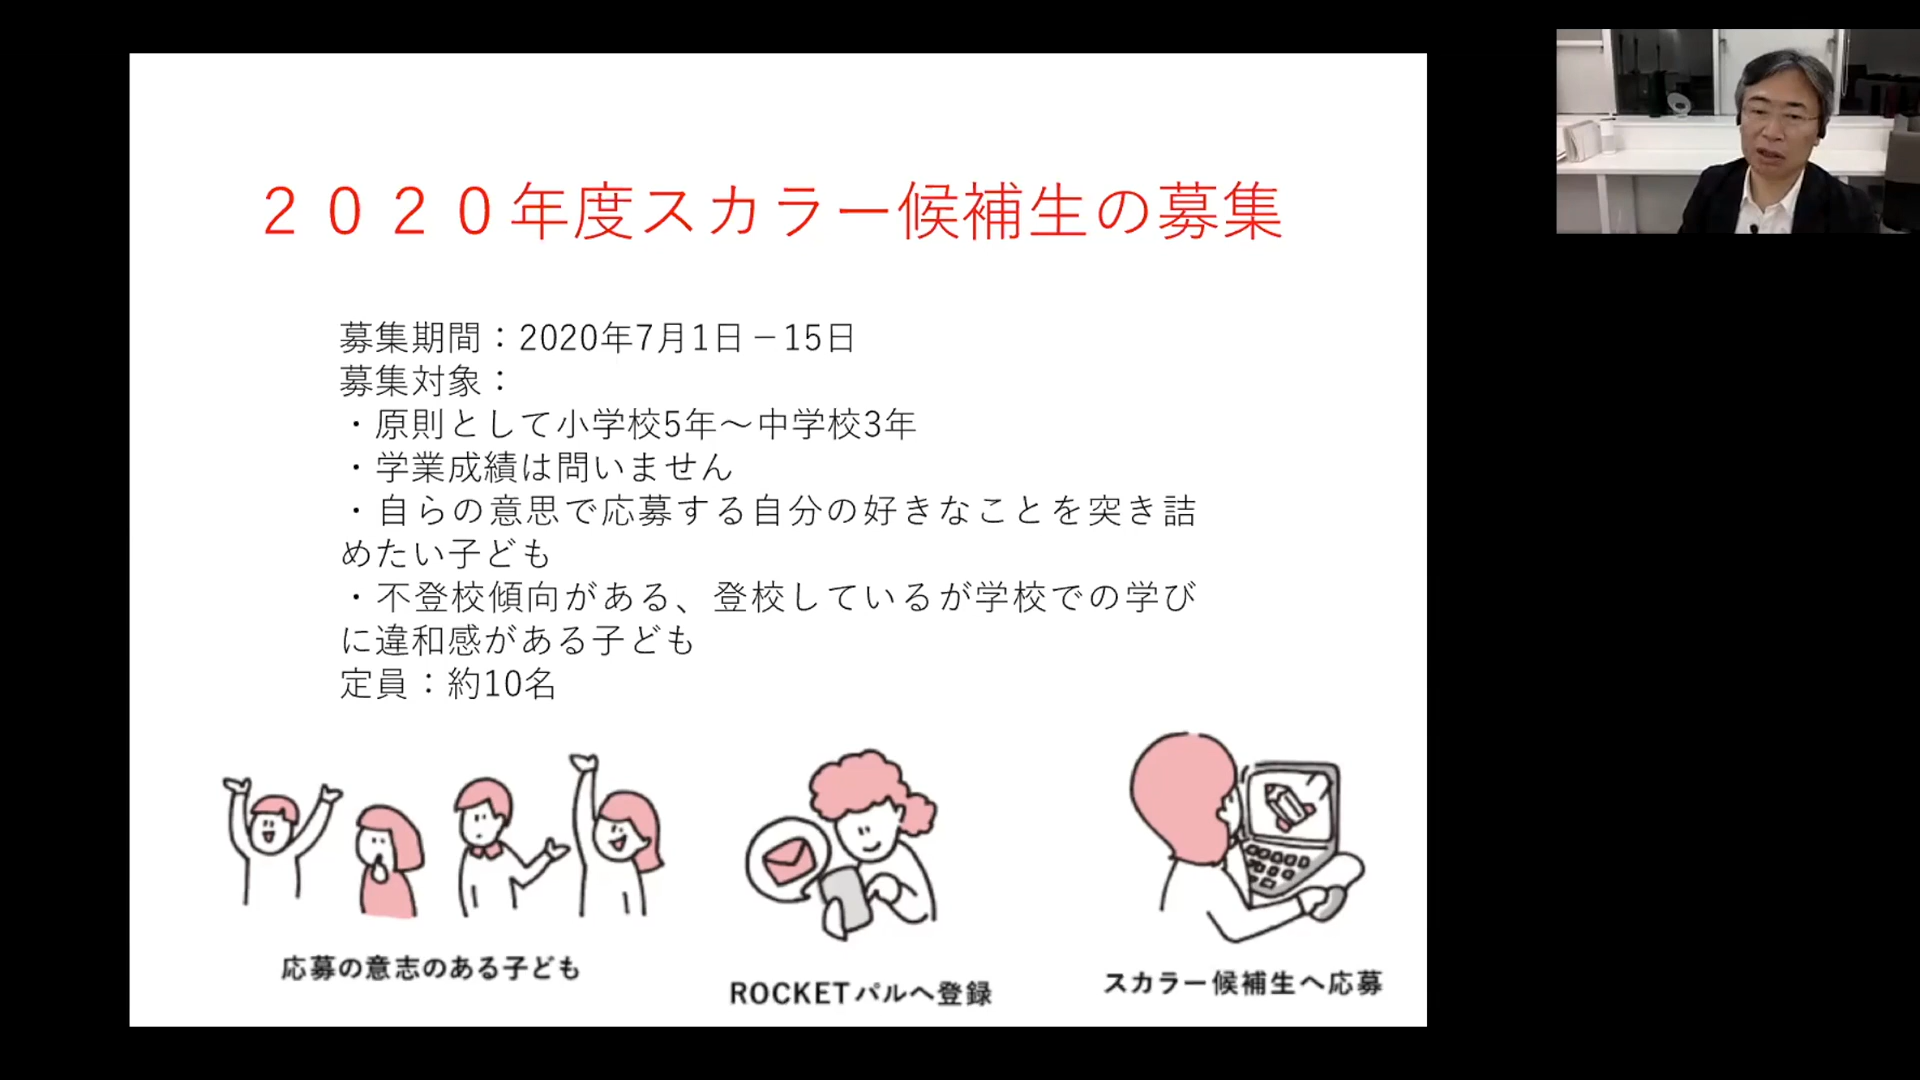 ２０２０年度スカラー候補生の募集
募集期間：2020年7月1日－15日
募集対象：
・原則として小学校5年～中学校3年
・学業成績は問いません
・自らの意思で応募する自分の好きなことを突き詰
めたい子ども
・不登校傾向がある、登校しているが学校での学び
に違和感がある子ども
定員：約10名
応募の意志のある子ども
ROCKETパルへ登録
スカラー候補生へ応募